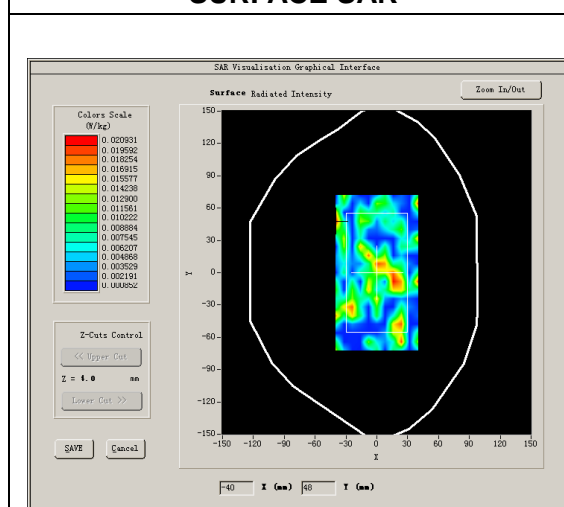 SURFACE SAR
SAR Visualisation Graphical Interface
Surface Radiated Intensity
Zoom In/Out
Colors Scale
(W/kg)
0.020931
0.019592
0.018254
0.016915
0.015577
0.014238
0.012900
0.011561
0.010222
0.008884
0.007545
0.006207
0.004868
0.003529
0.002191
0.000852
Z-Cuts Control
<< Upper Cut
Z = 4.0 mm
Lower Cut >>
SAVE Cancel
150
120
90
60
30
0
-30
-60
-90
-120
-150
Y
-150 -120 -90 -60 -30 0 30 60 90 120 150
X
-40 X (mm) 48 Y (mm)